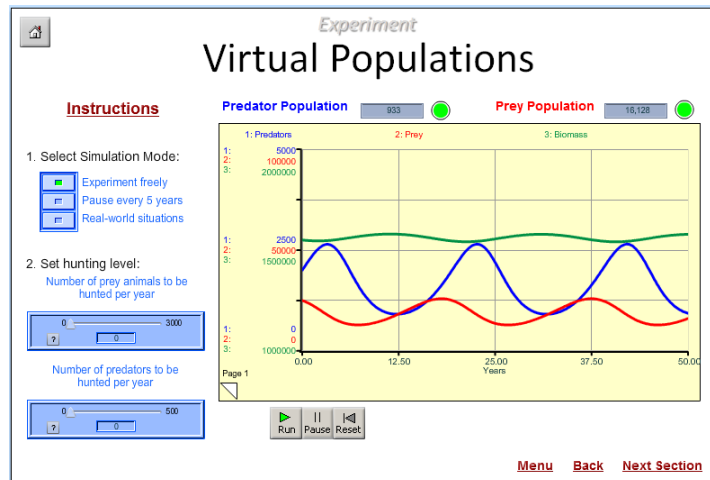 Experiment
Virtual Populations
Instructions
Predator Population 933 Prey Population 16,128
1: Predators 2: Prey 3: Biomass
1. Select Simulation Mode:
Experiment freely
Pause every 5 years
Real-world situations
2. Set hunting level:
Number of prey animals to be
hunted per year
0 3000
? 0
Number of predators to be
hunted per year
0 500
? 0
1: 5000
2: 100000
3: 2000000
1: 2500
2: 50000
3: 1500000
1: 0
2: 0
3: 1000000
0.00 12.50 25.00 37.50 50.00
Page 1 Years
Run Pause Reset
Menu Back Next Section